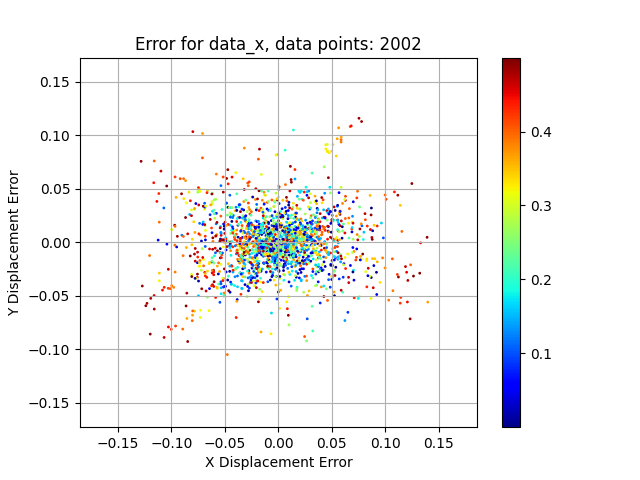 Error for data_x, data points: 2002
Y Displacement Error
0.15
0.10
0.05
0.00
−0.05
−0.10
−0.15
−0.15 −0.10 −0.05 0.00 0.05 0.10 0.15
X Displacement Error
0.4
0.3
0.2
0.1